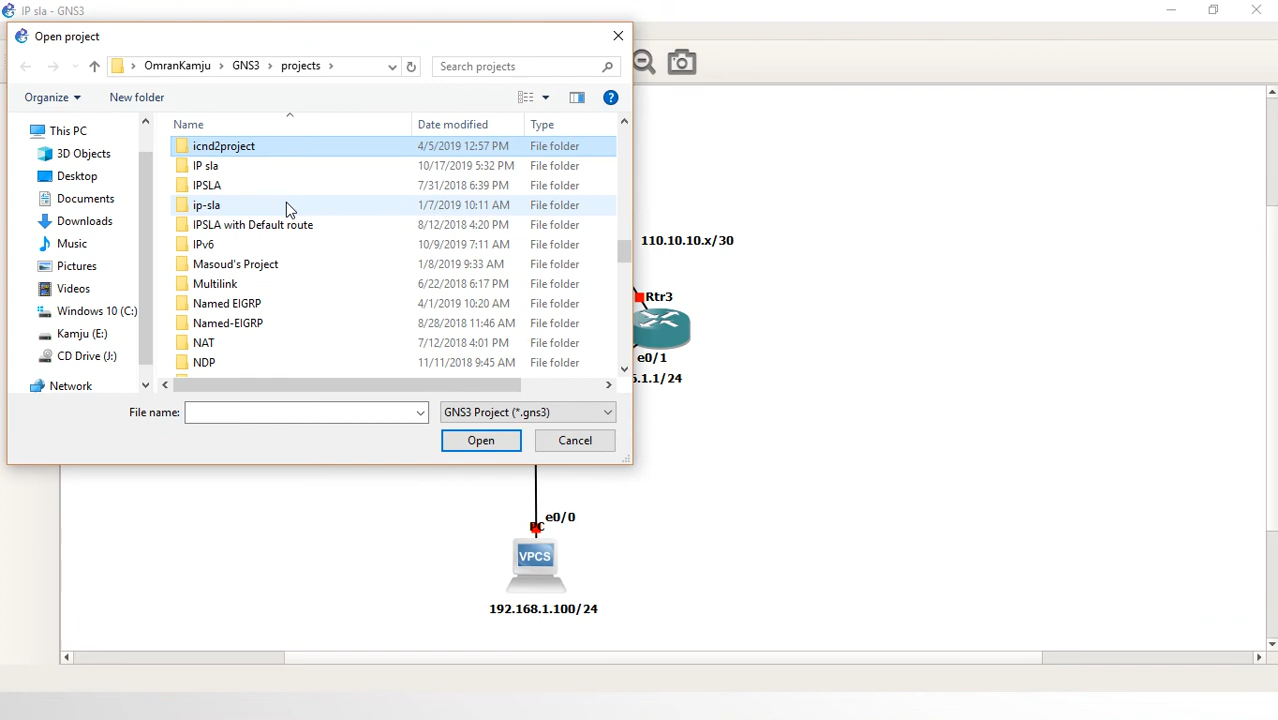 IP sla - GNS3
Open project
OmranKamju > GNS3 > projects >
Search projects
Organize
New folder
?
Name
Date modified
Type
This PC
3D Objects
Desktop
Documents
Downloads
Music
Pictures
Videos
Windows 10 (C:)
Kamju (E:)
CD Drive (J:)
Network
icnd2project 4/5/2019 12:57 PM File folder
IP sla 10/17/2019 5:32 PM File folder
IPSLA 7/31/2018 6:39 PM File folder
ip-sla 1/7/2019 10:11 AM File folder
IPSLA with Default route 8/12/2018 4:20 PM File folder
IPv6 10/9/2019 7:11 AM File folder
Masoud's Project 1/8/2019 9:33 AM File folder
Multilink 6/22/2018 6:17 PM File folder
Named EIGRP 4/1/2019 10:20 AM File folder
Named-EIGRP 8/28/2018 11:46 AM File folder
NAT 7/12/2018 4:01 PM File folder
NDP 11/11/2018 9:45 AM File folder
File name:
GNS3 Project (*.gns3)
Open
Cancel
110.10.10.x/30
Rtr3
e0/1
.1.1/24
e0/0
PC
VPCS
192.168.1.100/24